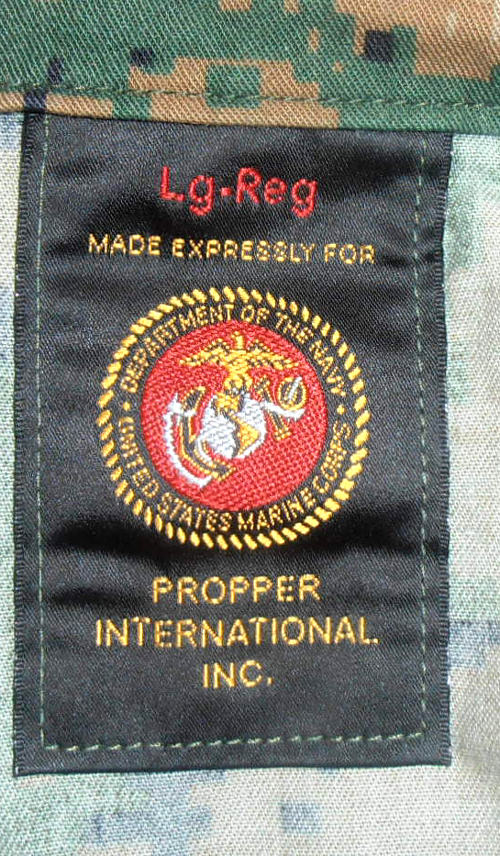 Lg-Reg
MADE EXPRESSLY FOR
DEPARTMENT OF THE NAVY
UNITED STATES MARINE CORPS
PROPPER
INTERNATIONAL
INC.